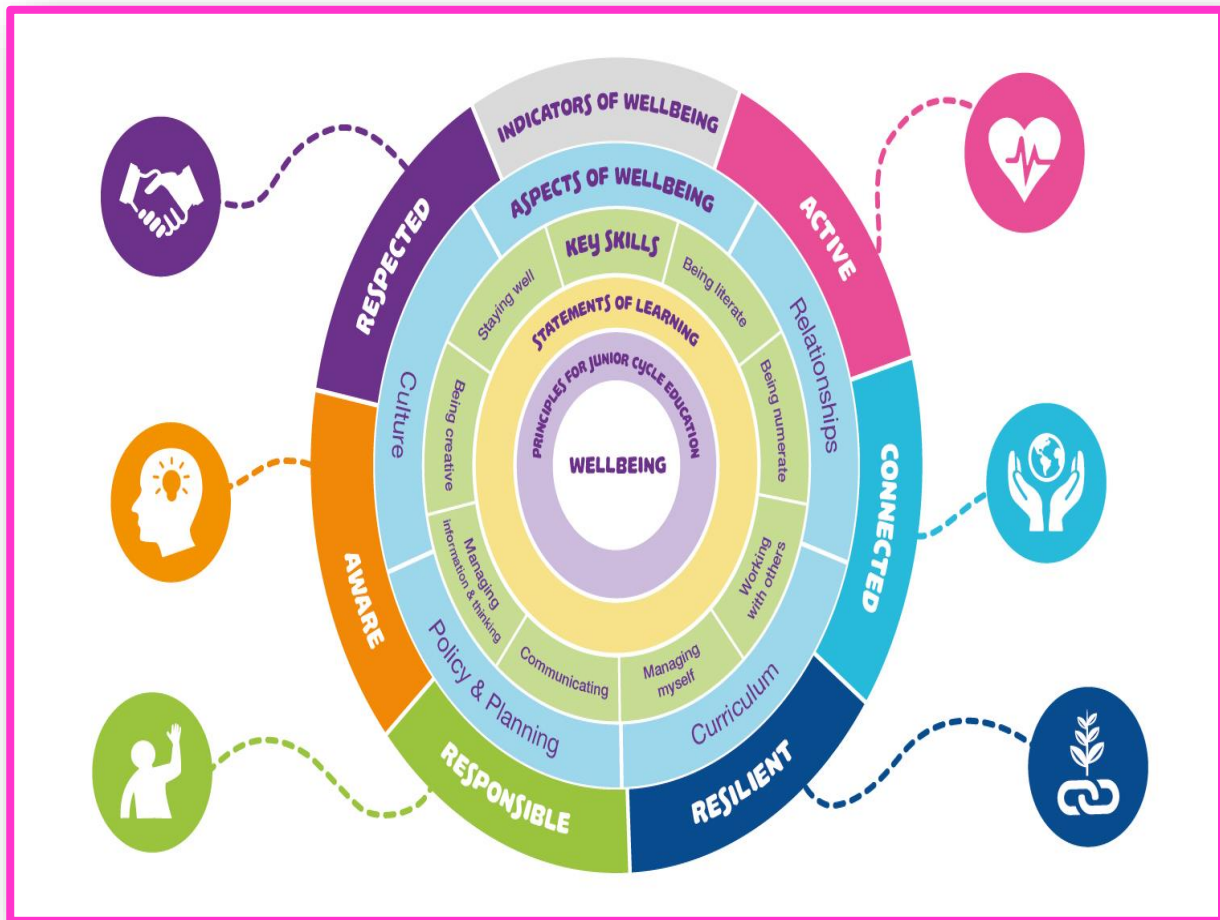 INDICATORS OF WELLBEING
ACTIVE
CONNECTED
RESILIENT
RESPONSIBLE
AWARE
RESPECTED
ASPECTS OF WELLBEING
Relationships
Curriculum
Policy & Planning
Culture
KEY SKILLS
Being literate
Being numerate
Working
with others
Managing
myself
Communicating
Managing
information & thinking
Being creative
Staying well
STATEMENTS OF LEARNING
PRINCIPLES FOR JUNIOR CYCLE EDUCATION
WELLBEING